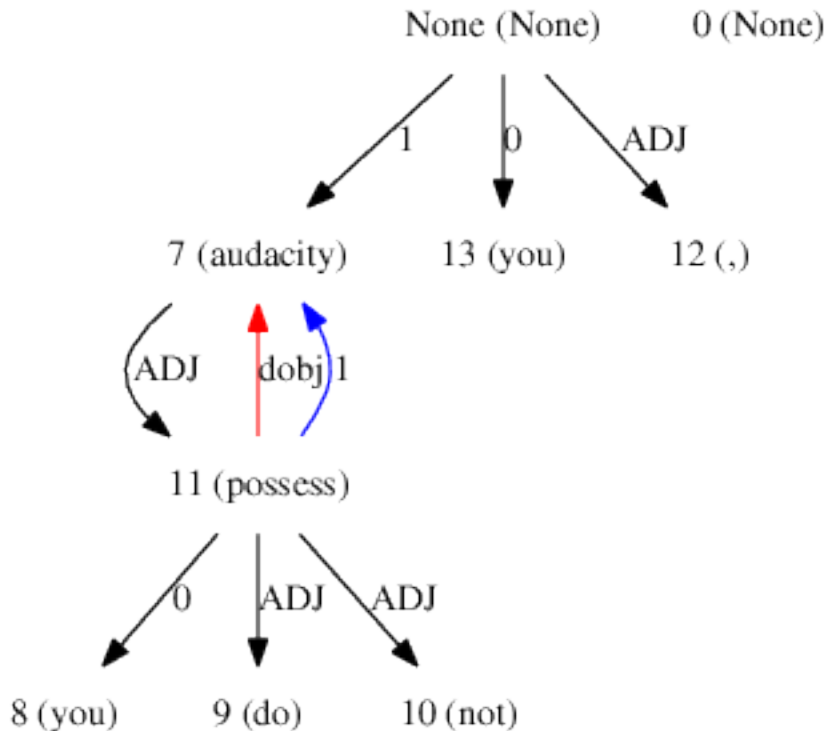 None (None) 0 (None)
1 0 ADJ
7 (audacity) 13 (you) 12 (,)
ADJ dobj 1
11 (possess)
0 ADJ ADJ
8 (you) 9 (do) 10 (not)